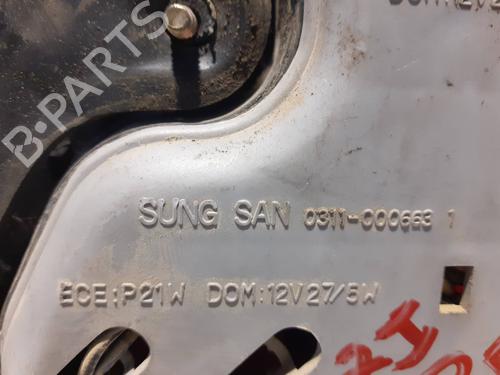 B-PARTS
SUNG SAN 0311-000663 1
ECE:P21W DOM:12V27/5W